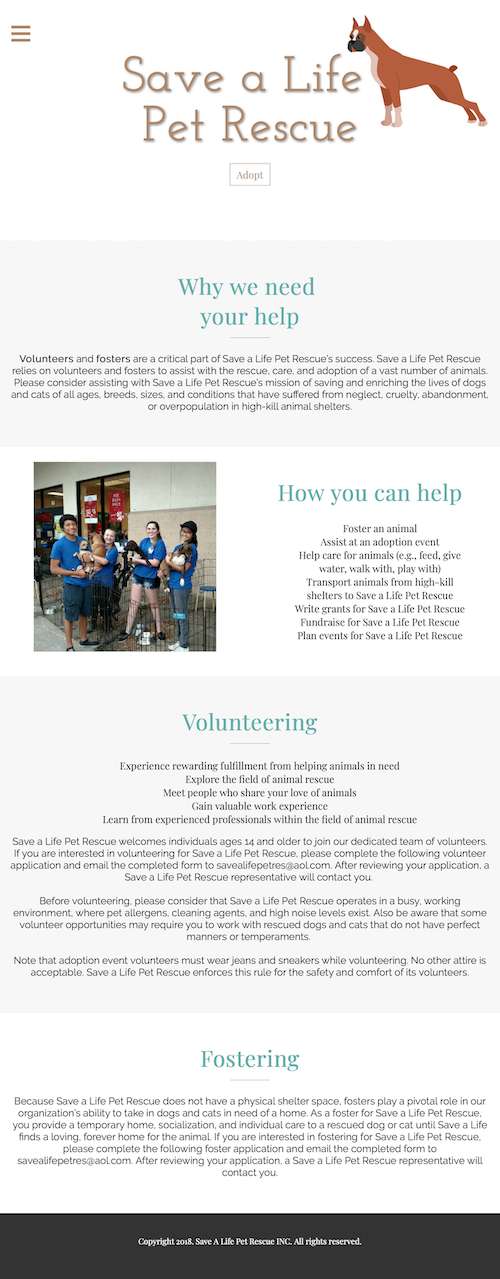 Save a Life
Pet Rescue
Adopt
Why we need
your help
Volunteers and fosters are a critical part of Save a Life Pet Rescue's success. Save a Life Pet Rescue
relies on volunteers and fosters to assist with the rescue, care, and adoption of a vast number of animals.
Please consider assisting with Save a Life Pet Rescue's mission of saving and enriching the lives of dogs
and cats of all ages, breeds, sizes, and conditions that have suffered from neglect, cruelty, abandonment,
or overpopulation in high-kill animal shelters.
How you can help
Foster an animal
Assist at an adoption event
Help care for animals (e.g., feed, give
water, walk with, play with)
Transport animals from high-kill
shelters to Save a Life Pet Rescue
Write grants for Save a Life Pet Rescue
Fundraise for Save a Life Pet Rescue
Plan events for Save a Life Pet Rescue
Volunteering
Experience rewarding fulfillment from helping animals in need
Explore the field of animal rescue
Meet people who share your love of animals
Gain valuable work experience
Learn from experienced professionals within the field of animal rescue
Save a Life Pet Rescue welcomes individuals ages 14 and older to join our dedicated team of volunteers.
If you are interested in volunteering for Save a Life Pet Rescue, please complete the following volunteer
application and email the completed form to savealifepetres@aol.com. After reviewing your application, a
Save a Life Pet Rescue representative will contact you.
Before volunteering, please consider that Save a Life Pet Rescue operates in a busy, working
environment, where pet allergens, cleaning agents, and high noise levels exist. Also be aware that some
volunteer opportunities may require you to work with rescued dogs and cats that do not have perfect
manners or temperaments.
Note that adoption event volunteers must wear jeans and sneakers while volunteering. No other attire is
acceptable. Save a Life Pet Rescue enforces this rule for the safety and comfort of its volunteers.
Fostering
Because Save a Life Pet Rescue does not have a physical shelter space, fosters play a pivotal role in our
organization's ability to take in dogs and cats in need of a home. As a foster for Save a Life Pet Rescue,
you provide a temporary home, socialization, and individual care to a rescued dog or cat until Save a Life
finds a loving, forever home for the animal. If you are interested in fostering for Save a Life Pet Rescue,
please complete the following foster application and email the completed form to
savealifepetres@aol.com. After reviewing your application, a Save a Life Pet Rescue representative will
contact you.
Copyright 2018. Save A Life Pet Rescue INC. All rights reserved.